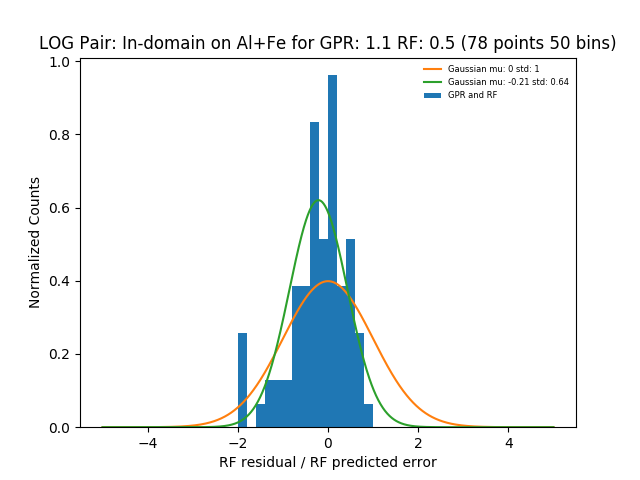 LOG Pair: In-domain on Al+Fe for GPR: 1.1 RF: 0.5 (78 points 50 bins)
Gaussian mu: 0 std: 1
Gaussian mu: -0.21 std: 0.64
GPR and RF
Normalized Counts
1.0
0.8
0.6
0.4
0.2
0.0
−4 −2 0 2 4
RF residual / RF predicted error